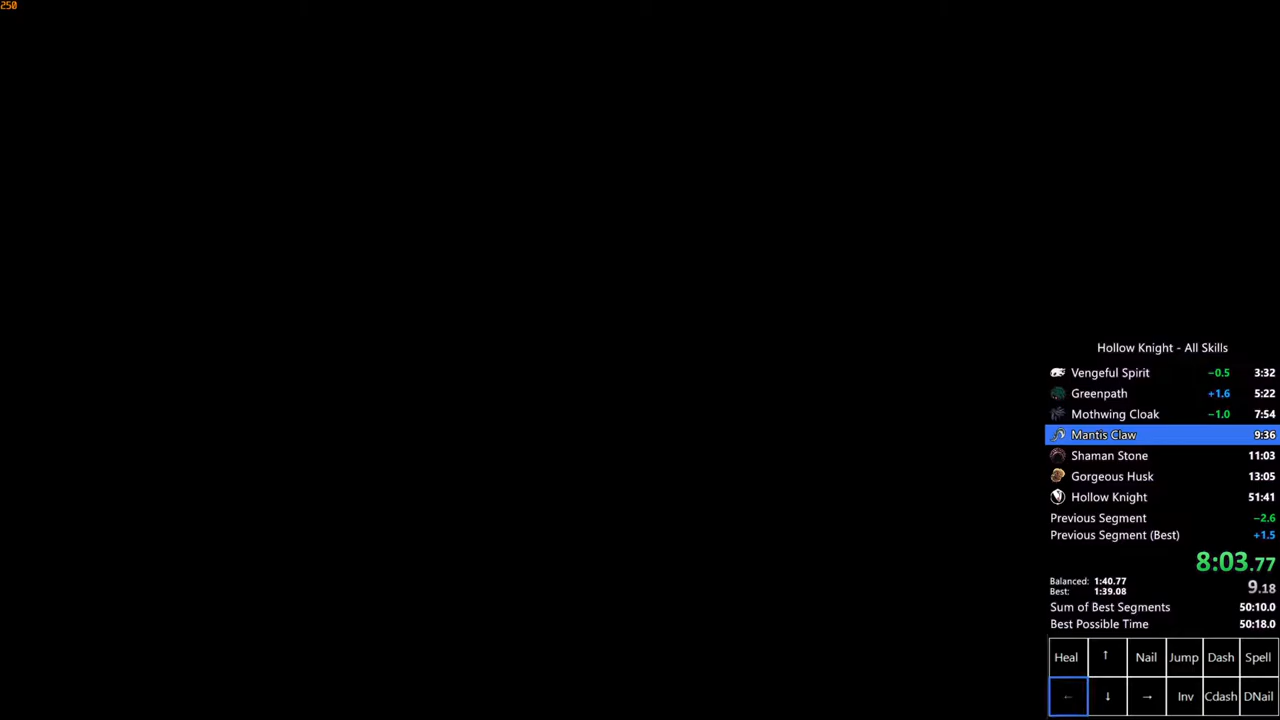 250
Hollow Knight - All Skills
Vengeful Spirit −0.5 3:32
Greenpath +1.6 5:22
Mothwing Cloak −1.0 7:54
Mantis Claw 9:36
Shaman Stone 11:03
Gorgeous Husk 13:05
Hollow Knight 51:41
Previous Segment −2.6
Previous Segment (Best) +1.5
8:03.77
Balanced: 1:40.77
Best: 1:39.08
9.18
Sum of Best Segments 50:10.0
Best Possible Time 50:18.0
Heal ↑ Nail Jump Dash Spell
← ↓ → Inv Cdash DNail